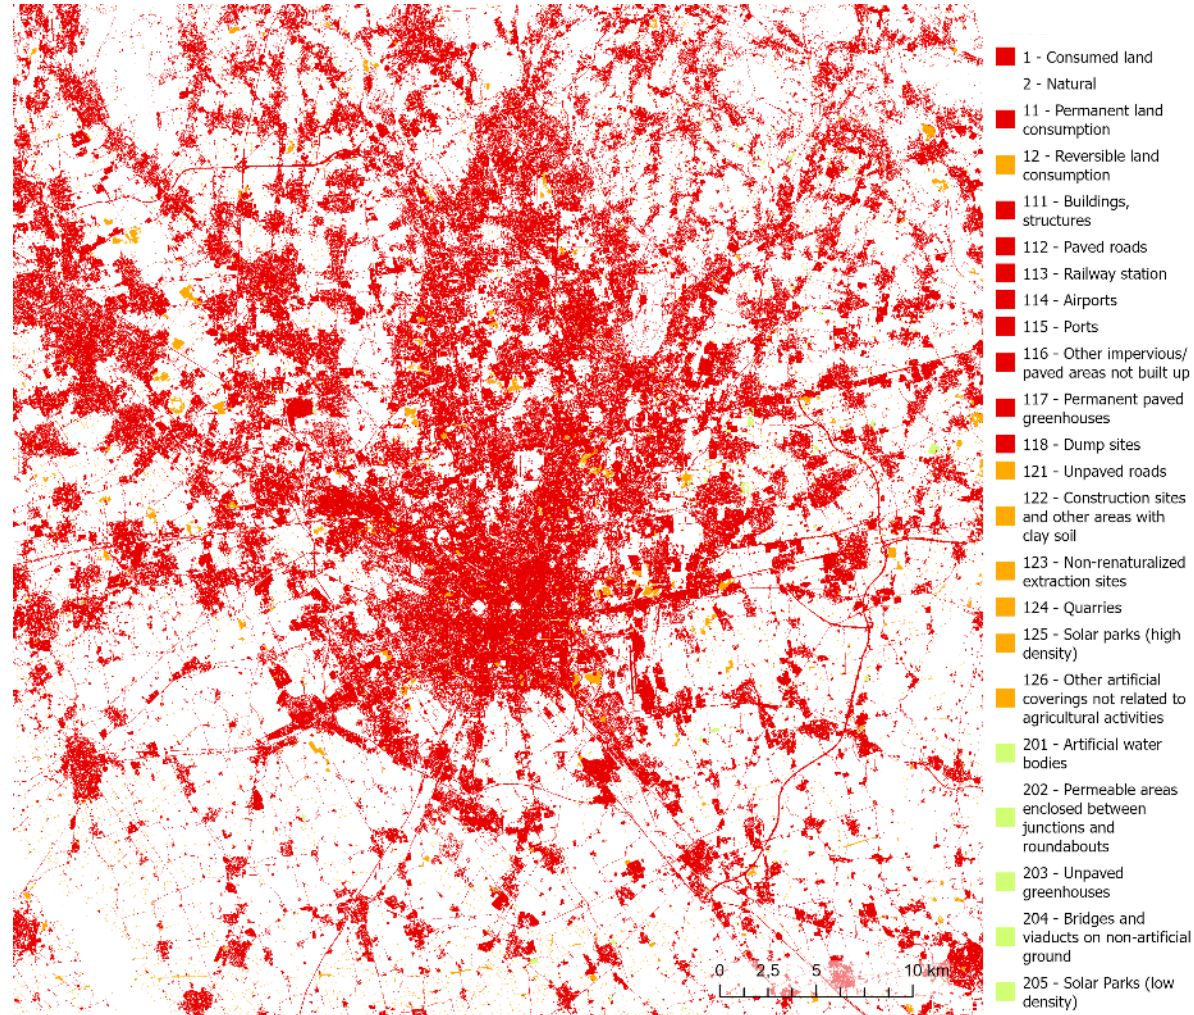 1 - Consumed land
2 - Natural
11 - Permanent land
consumption
12 - Reversible land
consumption
111 - Buildings,
structures
112 - Paved roads
113 - Railway station
114 - Airports
115 - Ports
116 - Other impervious/
paved areas not built up
117 - Permanent paved
greenhouses
118 - Dump sites
121 - Unpaved roads
122 - Construction sites
and other areas with
clay soil
123 - Non-renaturalized
extraction sites
124 - Quarries
125 - Solar parks (high
density)
126 - Other artificial
coverings not related to
agricultural activities
201 - Artificial water
bodies
202 - Permeable areas
enclosed between
junctions and
roundabouts
203 - Unpaved
greenhouses
204 - Bridges and
viaducts on non-artificial
ground
205 - Solar Parks (low
density)
0 2,5 5 10 km